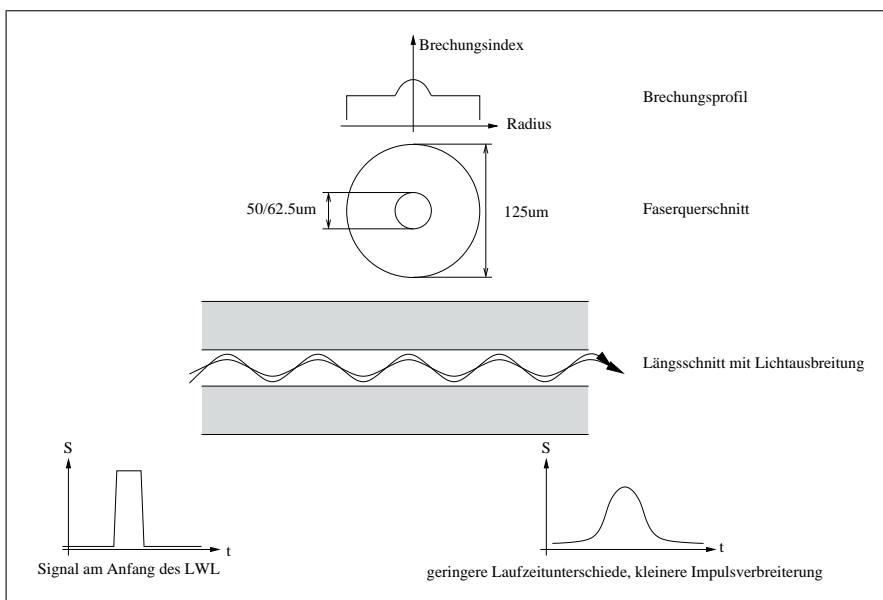 Brechungsindex
Brechungsprofil
Radius
50/62.5um
125um
Faserquerschnitt
Längsschnitt mit Lichtausbreitung
S
t
Signal am Anfang des LWL
S
t
geringere Laufzeitunterschiede, kleinere Impulsverbreiterung